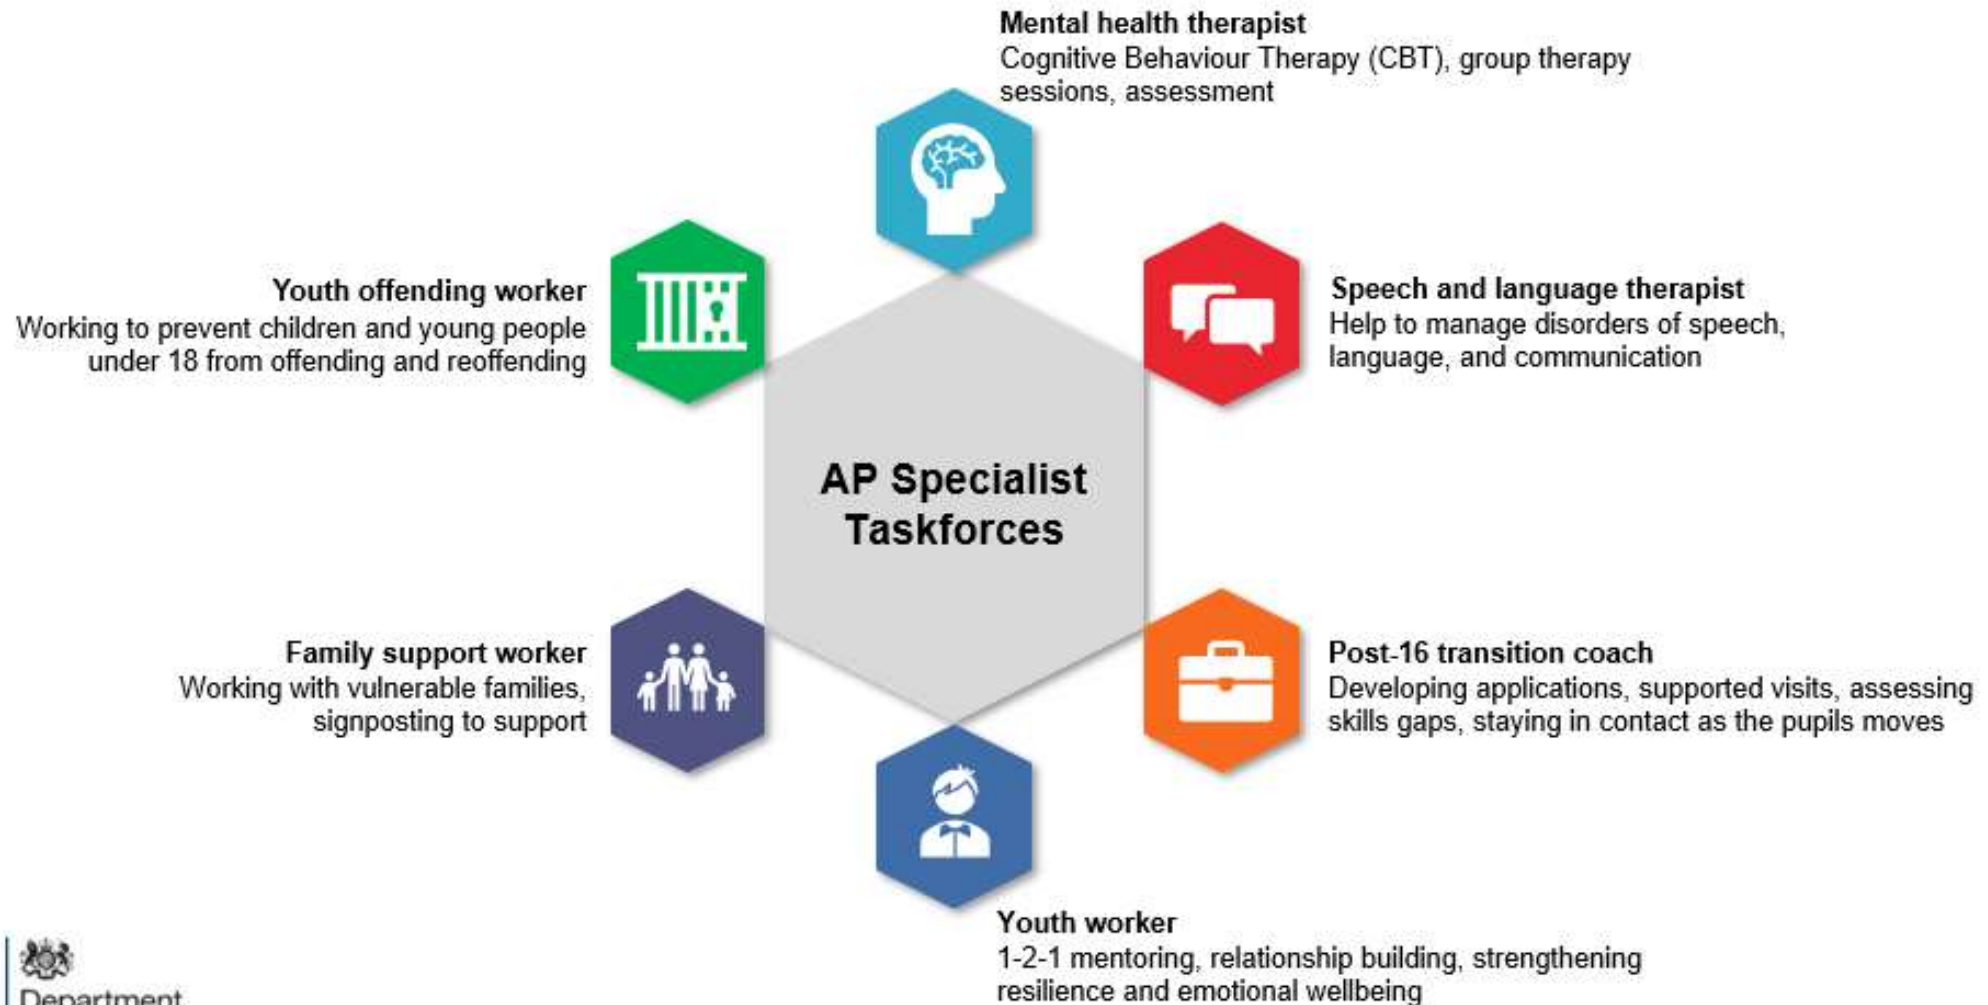 Mental health therapist
Cognitive Behaviour Therapy (CBT), group therapy
sessions, assessment
Youth offending worker
Working to prevent children and young people
under 18 from offending and reoffending
Speech and language therapist
Help to manage disorders of speech,
language, and communication
AP Specialist
Taskforces
Family support worker
Working with vulnerable families,
signposting to support
Post-16 transition coach
Developing applications, supported visits, assessing
skills gaps, staying in contact as the pupils moves
Youth worker
1-2-1 mentoring, relationship building, strengthening
resilience and emotional wellbeing
Department